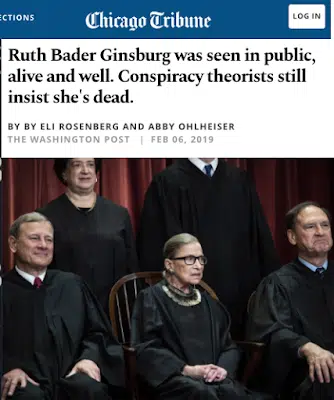 ECTIONS
Chicago Tribune
LOG IN
Ruth Bader Ginsburg was seen in public,
alive and well. Conspiracy theorists still
insist she's dead.
BY BY ELI ROSENBERG AND ABBY OHLHEISER
THE WASHINGTON POST | FEB 06, 2019